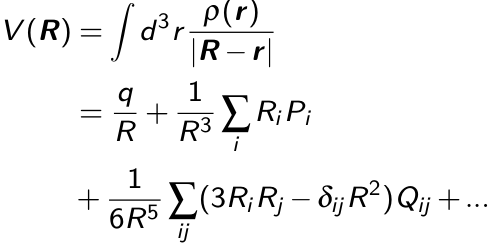 V(R) = ∫ d³r ρ(r)/|R − r|
= q/R + 1/R³ ∑_i R_i P_i
+ 1/6R⁵ ∑_ij (3R_i R_j − δ_ij R²) Q_ij + ...